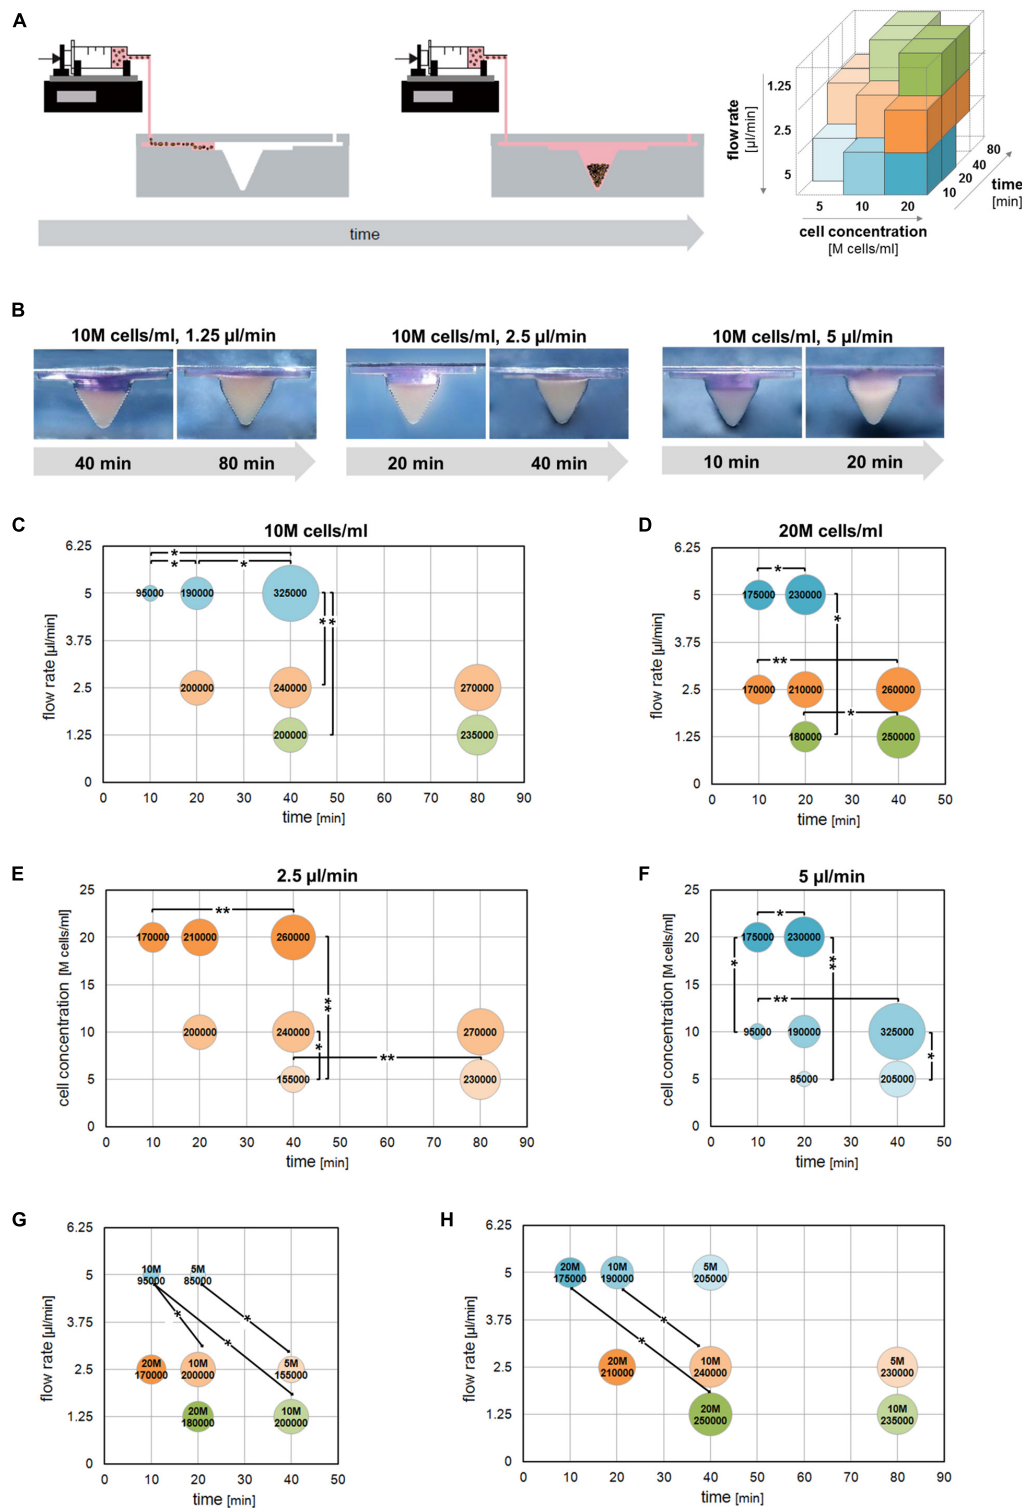 A
time
flow rate
[µl/min]
1.25
2.5
5
5
10
20
cell concentration
[M cells/ml]
10
20
40
80
time
[min]
B
10M cells/ml, 1.25 µl/min
10M cells/ml, 2.5 µl/min
10M cells/ml, 5 µl/min
40 min
80 min
20 min
40 min
10 min
20 min
C
10M cells/ml
flow rate [µl/min]
6.25
5
3.75
2.5
1.25
0
*
*
*
95000
190000
325000
*
*
200000
240000
270000
200000
235000
0 10 20 30 40 50 60 70 80 90
time [min]
D
20M cells/ml
flow rate [µl/min]
6.25
5
3.75
2.5
1.25
0
*
175000
230000
*
**
170000
210000
260000
*
180000
250000
0 10 20 30 40 50
time [min]
E
2.5 µl/min
cell concentration [M cells/ml]
25
20
15
10
5
0
**
170000
210000
260000
**
200000
240000
270000
*
**
155000
230000
0 10 20 30 40 50 60 70 80 90
time [min]
F
5 µl/min
cell concentration [M cells/ml]
25
20
15
10
5
0
*
175000
230000
*
**
**
95000
190000
325000
*
85000
205000
0 10 20 30 40 50
time [min]
G
flow rate [µl/min]
6.25
5
3.75
2.5
1.25
0
10M
95000
5M
85000
*
*
*
20M
170000
10M
200000
5M
155000
20M
180000
10M
200000
0 10 20 30 40 50
time [min]
H
flow rate [µl/min]
6.25
5
3.75
2.5
1.25
0
20M
175000
10M
190000
5M
205000
*
*
20M
210000
10M
240000
5M
230000
20M
250000
10M
235000
0 10 20 30 40 50 60 70 80 90
time [min]